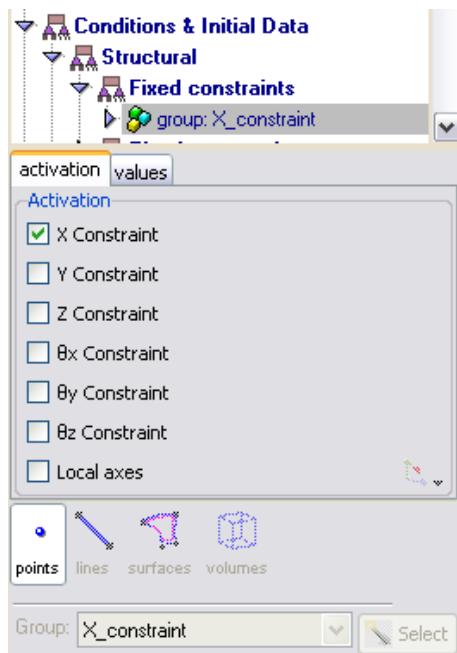 Conditions & Initial Data
Structural
Fixed constraints
group: X_constraint
activation values
Activation
X Constraint
Y Constraint
Z Constraint
θx Constraint
θy Constraint
θz Constraint
Local axes
points lines surfaces volumes
Group: X_constraint Select